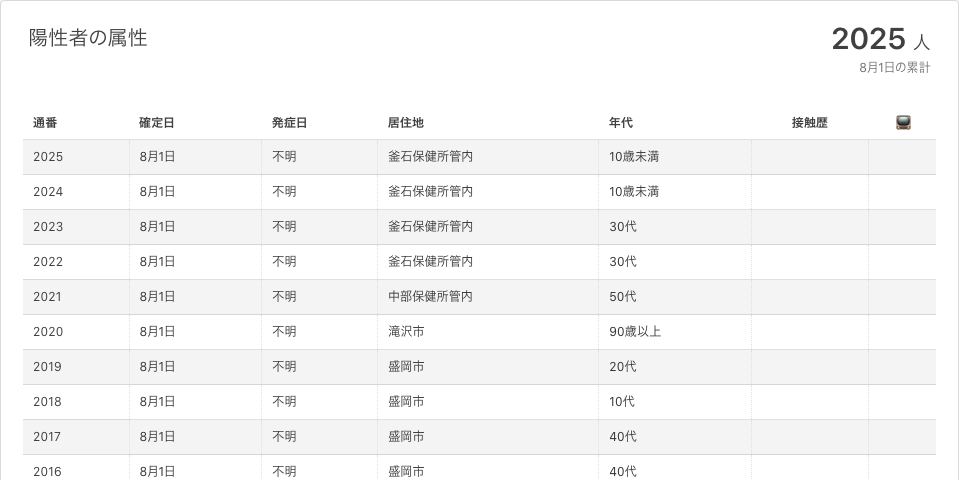 陽性者の属性
2025 人
8月1日の累計
通番 確定日 発症日 居住地 年代 接触歴
2025 8月1日 不明 釜石保健所管内 10歳未満
2024 8月1日 不明 釜石保健所管内 10歳未満
2023 8月1日 不明 釜石保健所管内 30代
2022 8月1日 不明 釜石保健所管内 30代
2021 8月1日 不明 中部保健所管内 50代
2020 8月1日 不明 滝沢市 90歳以上
2019 8月1日 不明 盛岡市 20代
2018 8月1日 不明 盛岡市 10代
2017 8月1日 不明 盛岡市 40代
2016 8月1日 不明 盛岡市 40代